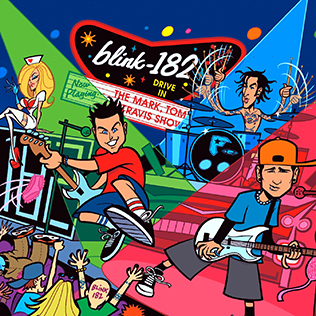 blink-182
DRIVE
IN
Now
Playing
THE MARK, TOM
TRAVIS SHOW
BLINK
182